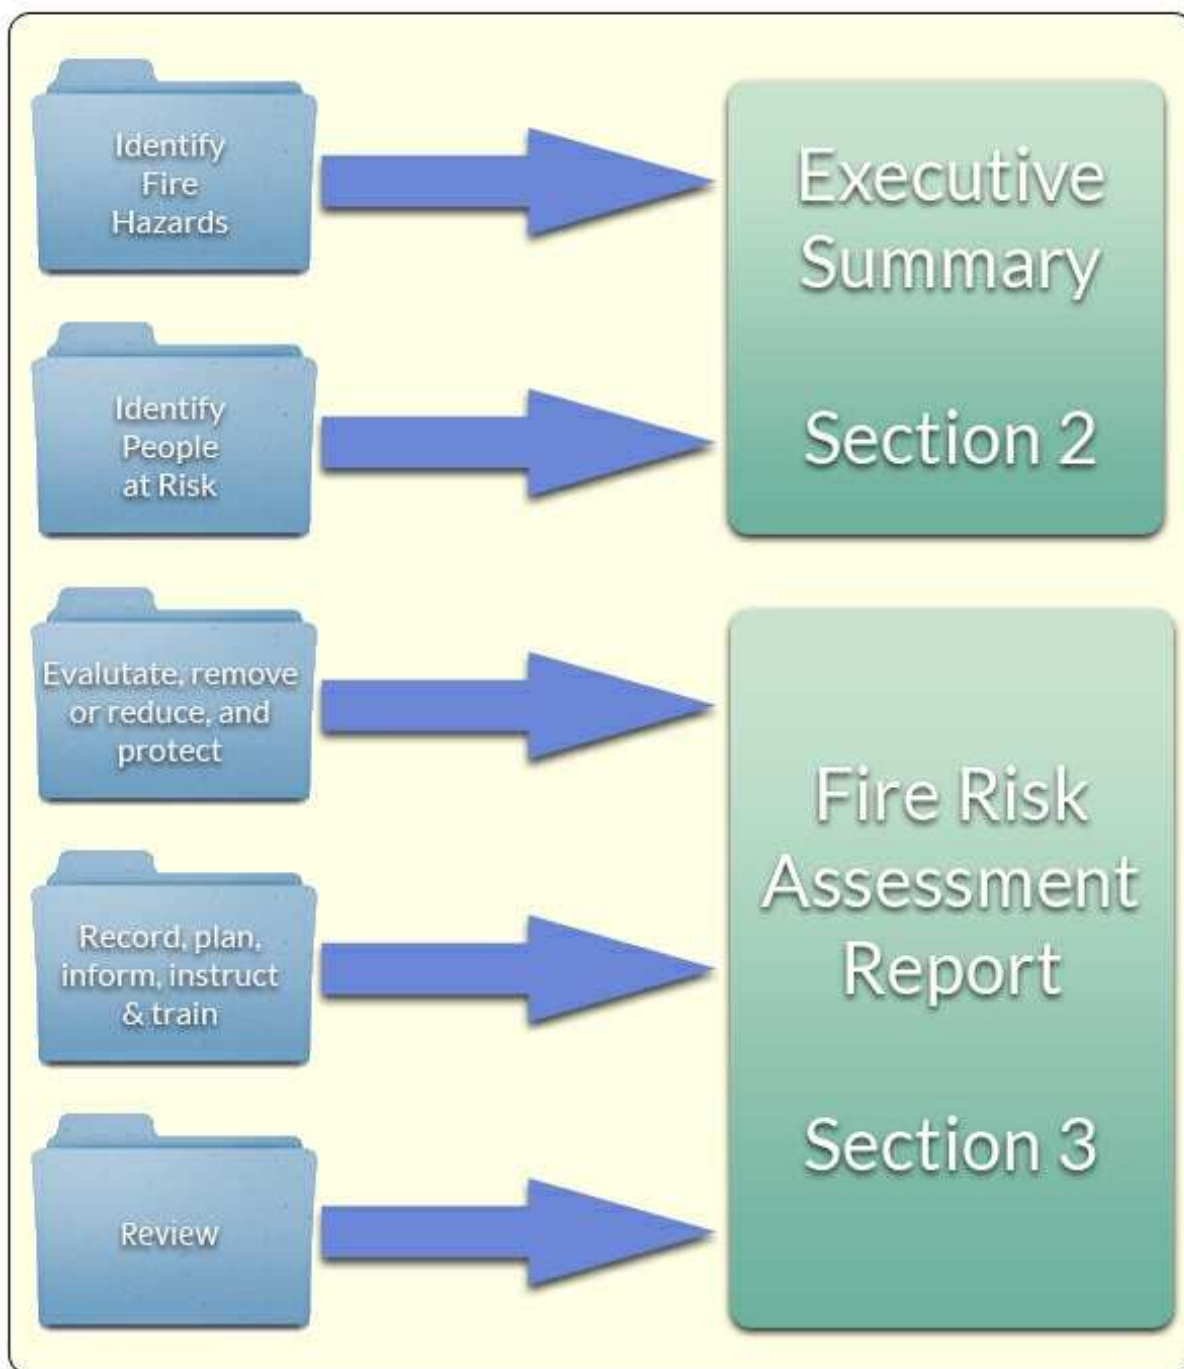 Identify
Fire
Hazards
Executive
Summary
Section 2
Identify
People
at Risk
Evalutate, remove
or reduce, and
protect
Fire Risk
Assessment
Report
Section 3
Record, plan,
inform, instruct
& train
Review